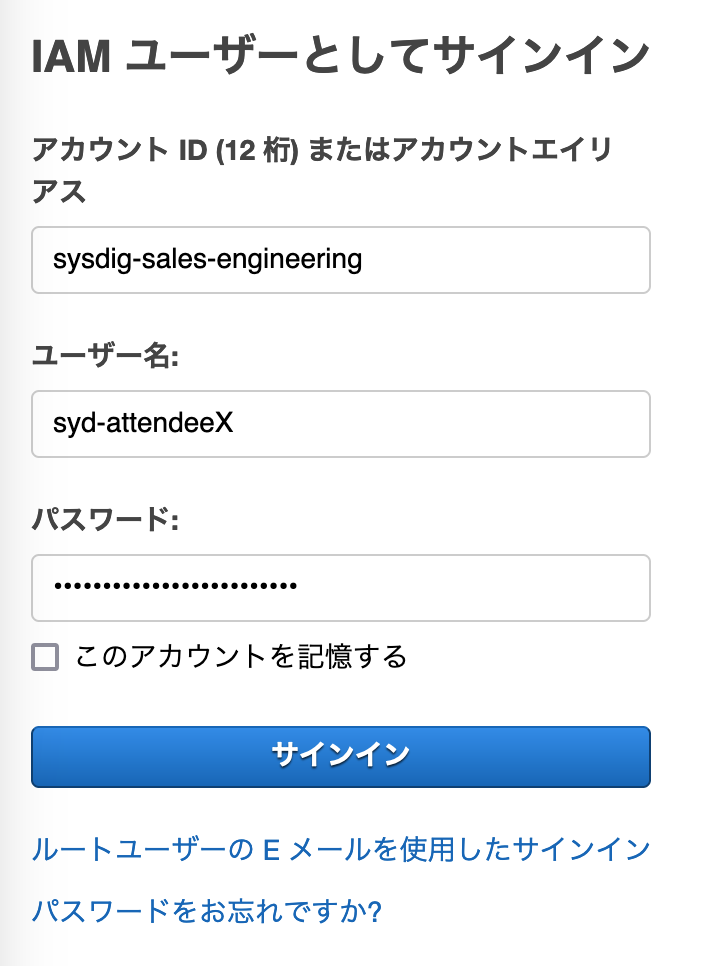 IAM ユーザーとしてサインイン
アカウント ID (12 桁) またはアカウントエイリ
アス
sysdig-sales-engineering
ユーザー名:
syd-attendeeX
パスワード:
•••••••••••••••••••••••••
このアカウントを記憶する
サインイン
ルートユーザーの E メールを使用したサインイン
パスワードをお忘れですか?